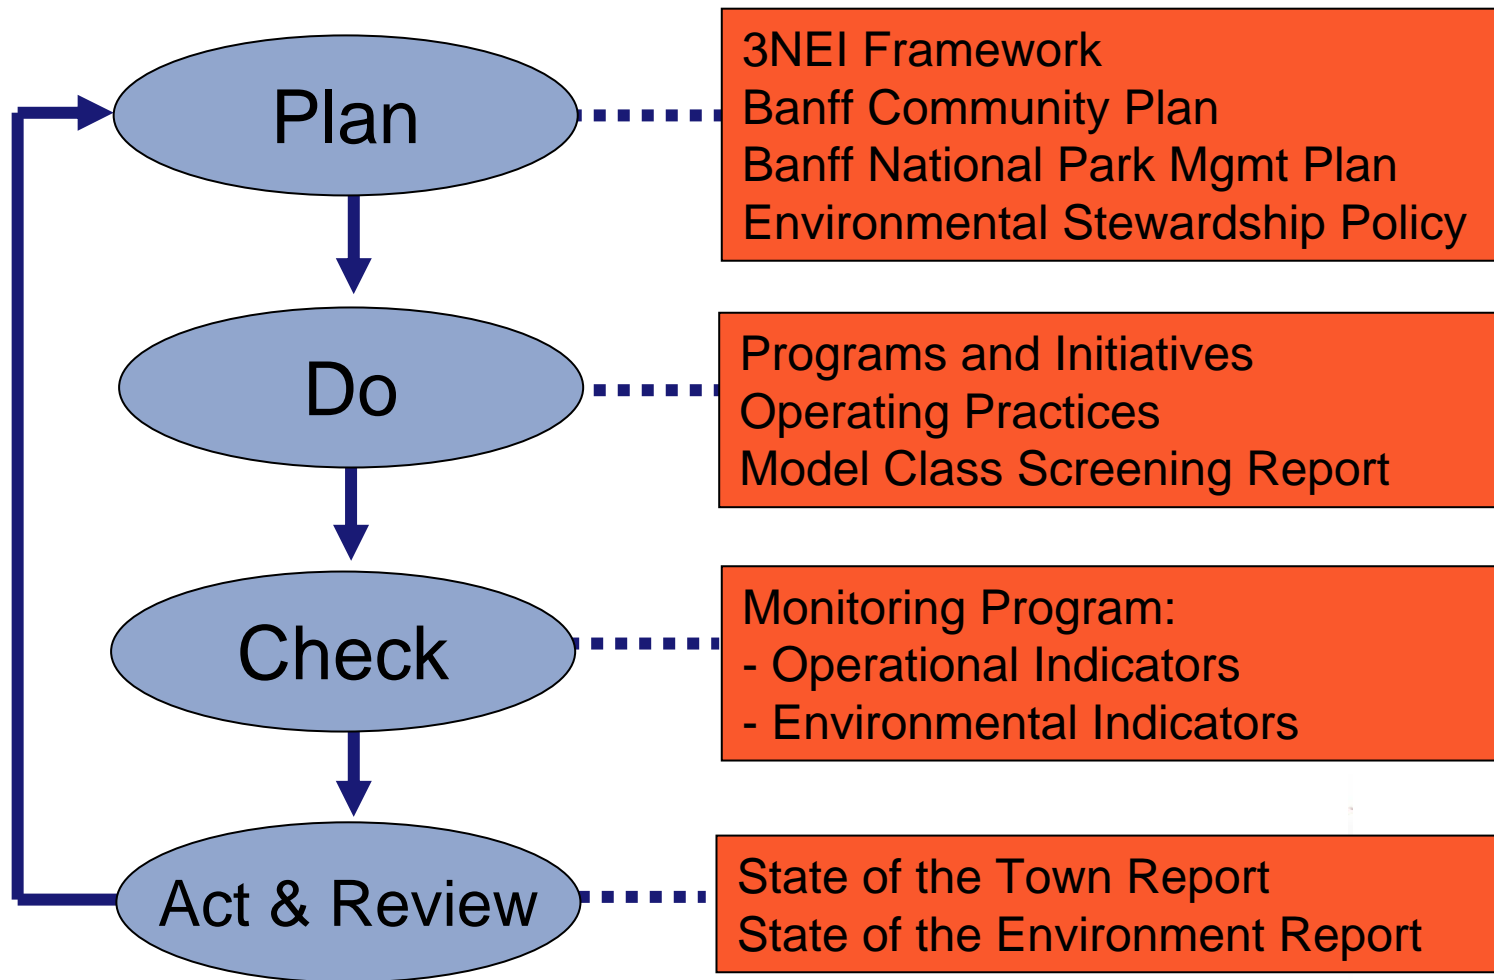 Plan
3NEI Framework
Banff Community Plan
Banff National Park Mgmt Plan
Environmental Stewardship Policy
Do
Programs and Initiatives
Operating Practices
Model Class Screening Report
Check
Monitoring Program:
- Operational Indicators
- Environmental Indicators
Act & Review
State of the Town Report
State of the Environment Report